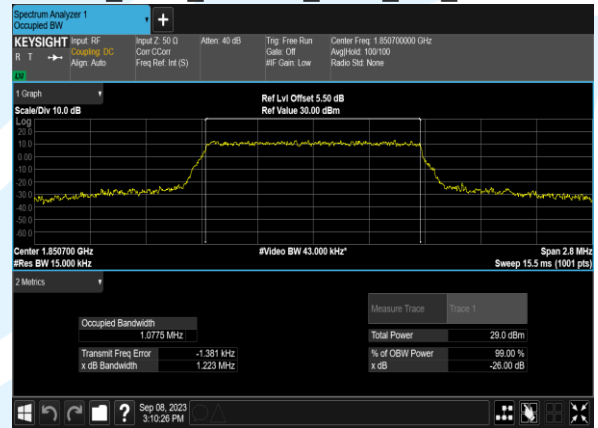 Spectrum Analyzer 1
Occupied BW
+
KEYSIGHT Input: RF Input Z: 50 Ω Atten: 40 dB Trig: Free Run Center Freq: 1.850700000 GHz
R T Coupling: DC Corr CCorr Gate: Off Avg|Hold: 100/100
Align: Auto Freq Ref: Int (S) #IF Gain: Low Radio Std: None
LXI
1 Graph
Ref Lvl Offset 5.50 dB
Scale/Div 10.0 dB Ref Value 30.00 dBm
Log
20.0
10.0
0.00
-10.0
-20.0
-30.0
-40.0
-50.0
-60.0
Center 1.850700 GHz #Video BW 43.000 kHz* Span 2.8 MHz
#Res BW 15.000 kHz Sweep 15.5 ms (1001 pts)
2 Metrics
Measure Trace Trace 1
Occupied Bandwidth
1.0775 MHz
Total Power 29.0 dBm
Transmit Freq Error -1.381 kHz % of OBW Power 99.00 %
x dB Bandwidth 1.223 MHz x dB -26.00 dB
?
Sep 08, 2023
3:10:26 PM